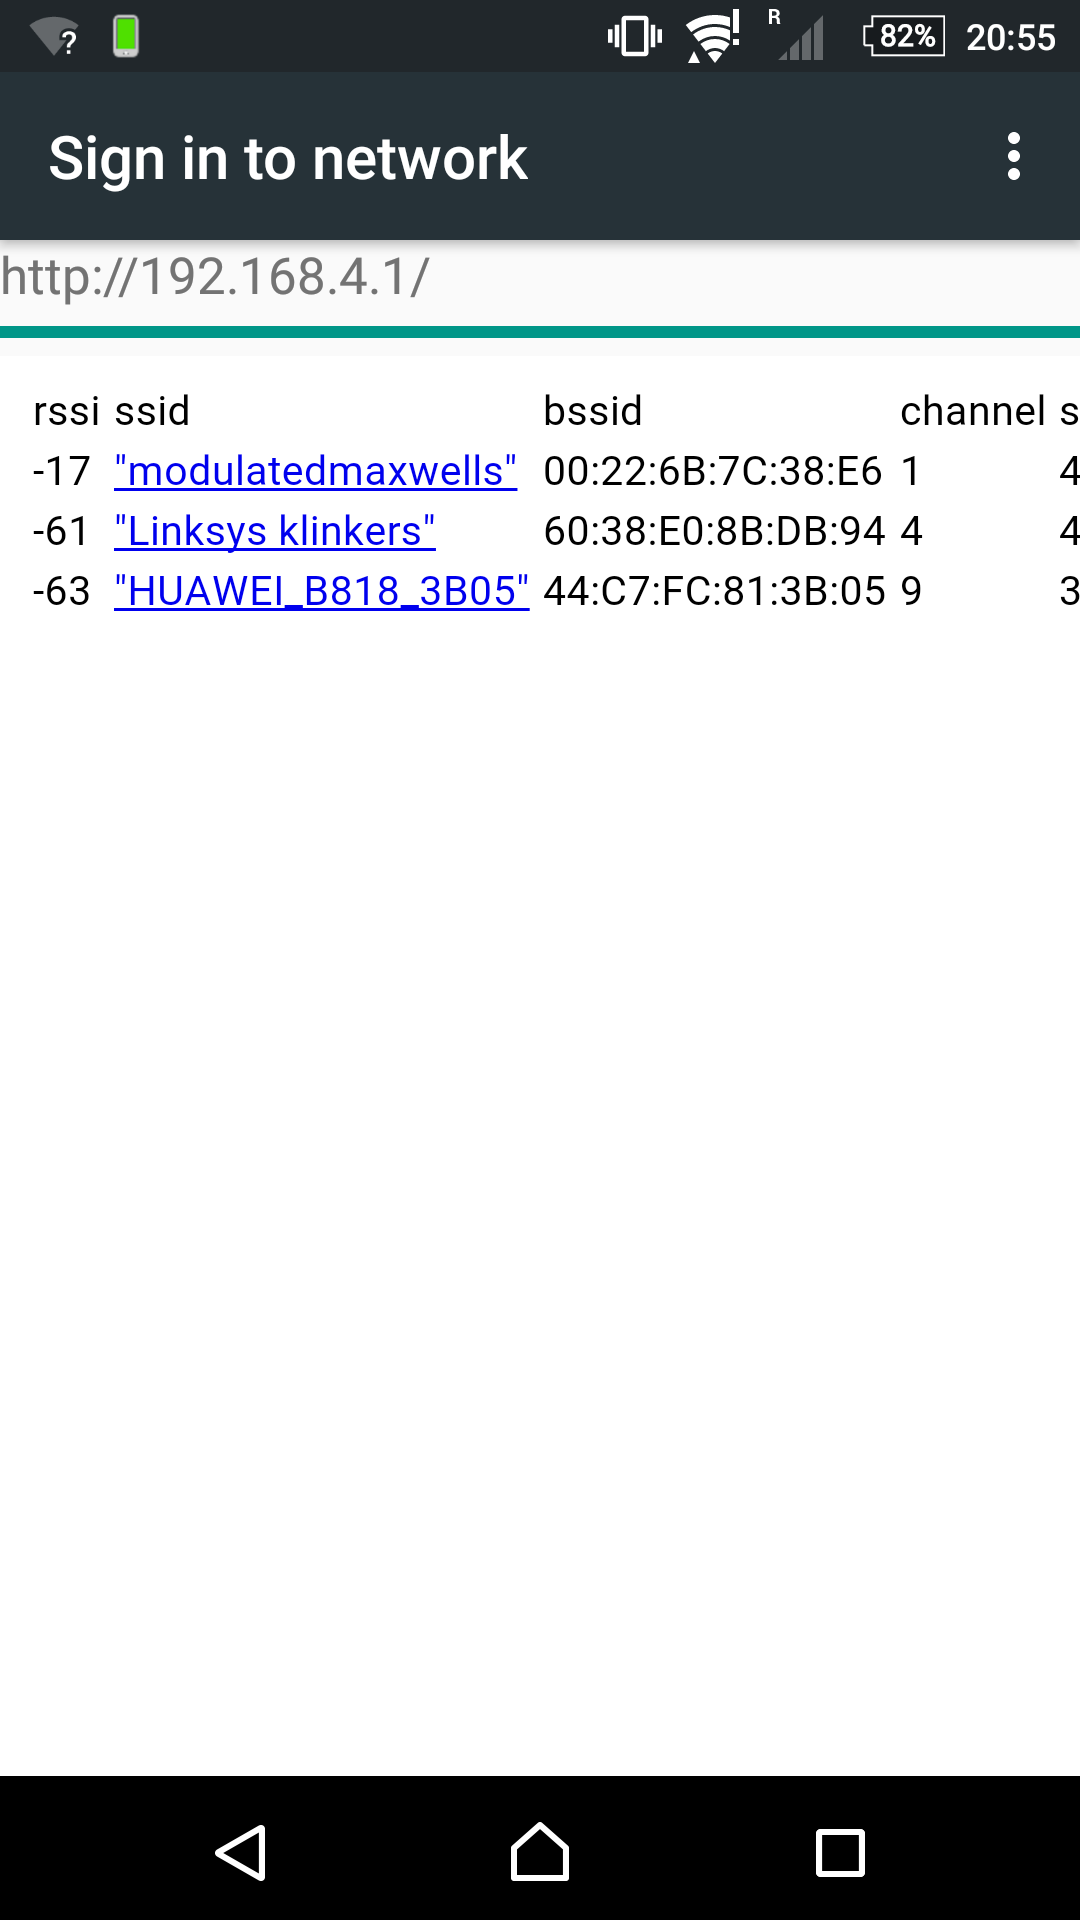 ? R 82% 20:55
Sign in to network
http://192.168.4.1/
rssi ssid bssid channel s
-17 "modulatedmaxwells" 00:22:6B:7C:38:E6 1 4
-61 "Linksys klinkers" 60:38:E0:8B:DB:94 4 4
-63 "HUAWEI_B818_3B05" 44:C7:FC:81:3B:05 9 3